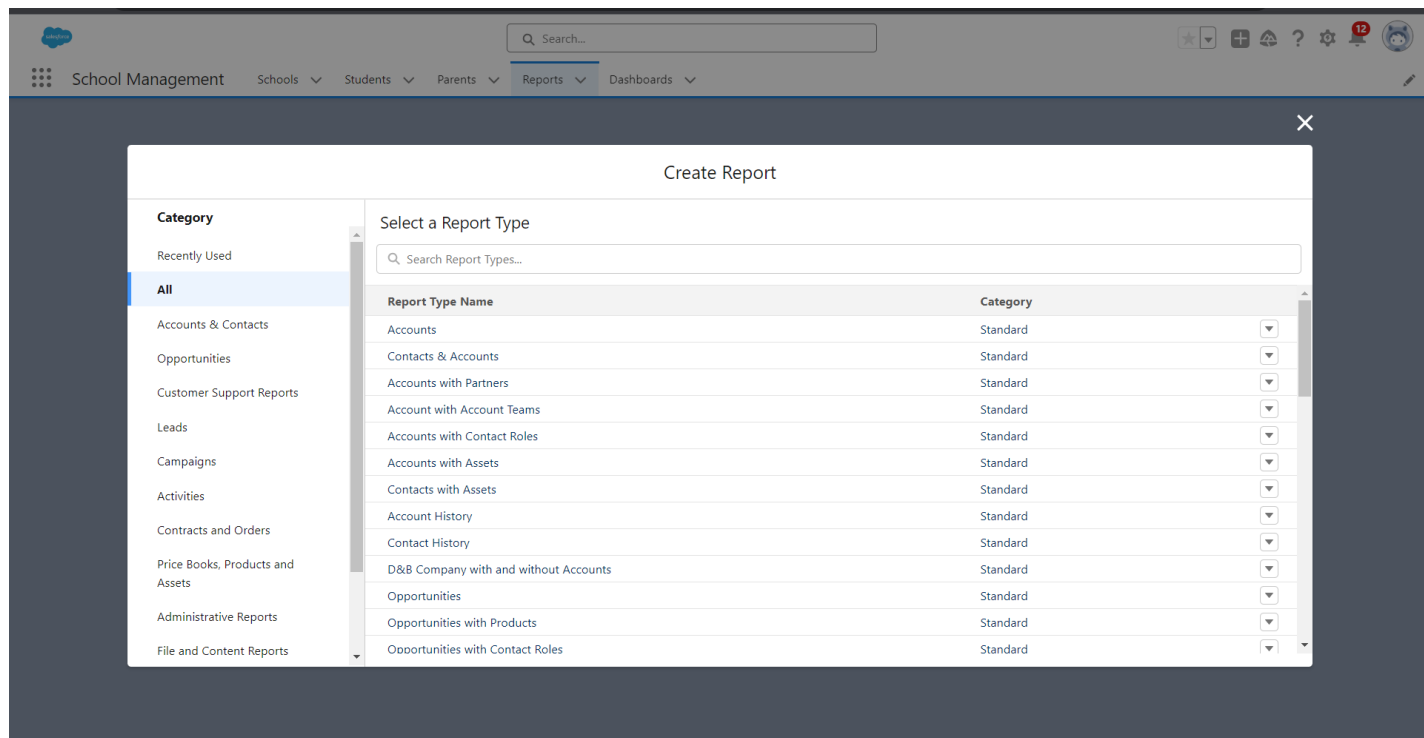 salesforce
Search...
12
School Management
Schools
Students
Parents
Reports
Dashboards
Create Report
Category
Recently Used
All
Accounts & Contacts
Opportunities
Customer Support Reports
Leads
Campaigns
Activities
Contracts and Orders
Price Books, Products and
Assets
Administrative Reports
File and Content Reports
Select a Report Type
Search Report Types...
Report Type Name Category
Accounts Standard
Contacts & Accounts Standard
Accounts with Partners Standard
Account with Account Teams Standard
Accounts with Contact Roles Standard
Accounts with Assets Standard
Contacts with Assets Standard
Account History Standard
Contact History Standard
D&B Company with and without Accounts Standard
Opportunities Standard
Opportunities with Products Standard
Opportunities with Contact Roles Standard